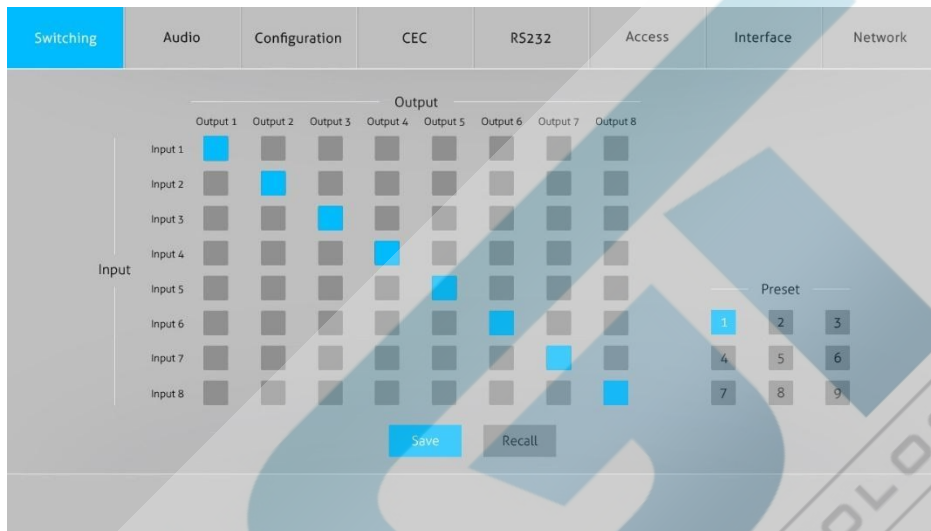 Switching Audio Configuration CEC RS232 Access Interface Network
Output
Output 1 Output 2 Output 3 Output 4 Output 5 Output 6 Output 7 Output 8
Input 1
Input 2
Input 3
Input 4
Input
Input 5
Preset
Input 6
1 2 3
Input 7
4 5 6
Input 8
7 8 9
Save Recall